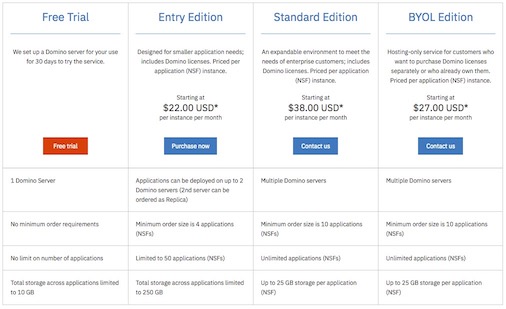 Free Trial
We set up a Domino server for your use
for 30 days to try the service.
Free trial
Entry Edition
Designed for smaller application needs;
includes Domino licenses. Priced per
application (NSF) instance.
Starting at
$22.00 USD*
per instance per month
Purchase now
Standard Edition
An expandable environment to meet the
needs of enterprise customers; includes
Domino licenses. Priced per application
(NSF) instance.
Starting at
$38.00 USD*
per instance per month
Contact us
BYOL Edition
Hosting-only service for customers who
want to purchase Domino licenses
separately or who already own them.
Priced per application (NSF) instance.
Starting at
$27.00 USD*
per instance per month
Contact us
1 Domino Server
Applications can be deployed on up to 2
Domino servers (2nd server can be
ordered as Replica)
Multiple Domino servers
Multiple Domino servers
No minimum order requirements
Minimum order size is 4 applications
(NSFs)
Minimum order size is 10 applications
(NSFs)
Minimum order size is 10 applications
(NSFs)
No limit on number of applications
Limited to 50 applications (NSFs)
Unlimited applications (NSFs)
Unlimited applications (NSFs)
Total storage across applications limited
to 10 GB
Total storage across applications limited
to 250 GB
Up to 25 GB storage per application
(NSF)
Up to 25 GB storage per application
(NSF)